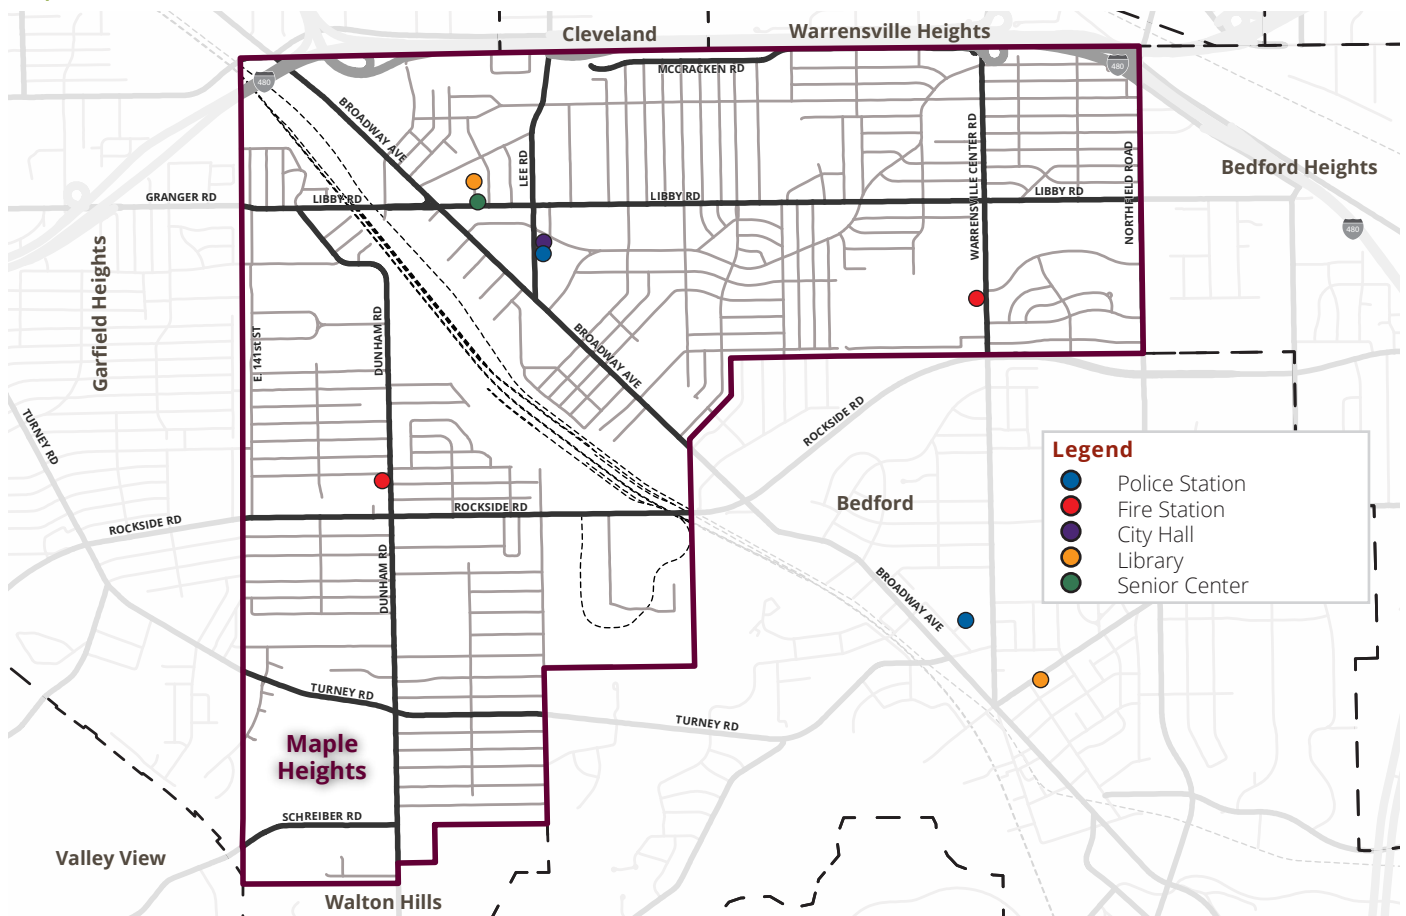 Cleveland
Warrensville Heights
480
MCCRACKEN RD
480
BROADWAY AVE
LEE RD
WARRENSVILLE CENTER RD
NORTHFIELD ROAD
Bedford Heights
GRANGER RD
LIBBY RD
LIBBY RD
LIBBY RD
480
Garfield Heights
E. 141st ST
DUNHAM RD
BROADWAY AVE
TURNEY RD
ROCKSIDE RD
Legend
Police Station
Fire Station
City Hall
Library
Senior Center
ROCKSIDE RD
ROCKSIDE RD
Bedford
DUNHAM RD
BROADWAY AVE
TURNEY RD
TURNEY RD
Maple
Heights
SCHREIBER RD
Valley View
Walton Hills